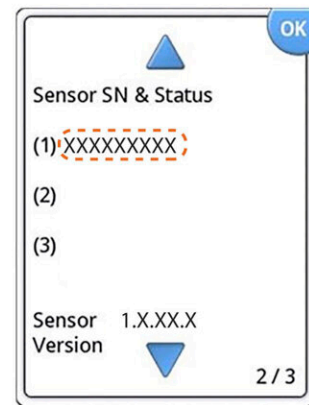 OK
Sensor SN & Status
(1) XXXXXXXXX
(2)
(3)
Sensor 1.X.XX.X
Version
2 / 3